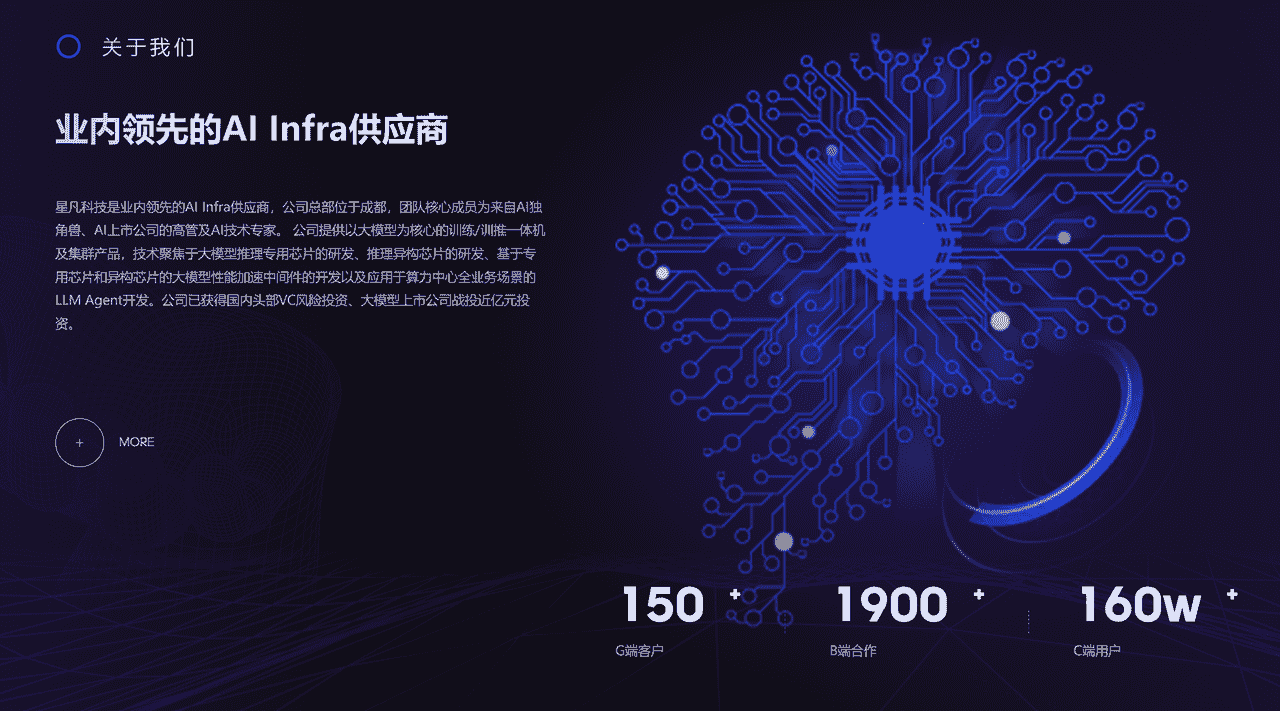 关于我们
业内领先的AI Infra供应商
星凡科技是业内领先的AI Infra供应商，公司总部位于成都，团队核心成员为来自AI独
角兽、AI上市公司的高管及AI技术专家。 公司提供以大模型为核心的训练/训推一体机
及集群产品，技术聚焦于大模型推理专用芯片的研发、推理异构芯片的研发、基于专
用芯片和异构芯片的大模型性能加速中间件的开发以及应用于算力中心全业务场景的
LLM Agent开发。公司已获得国内头部VC风险投资、大模型上市公司战投近亿元投
资。
+ MORE
150 + 1900 + 160w +
G端客户 B端合作 C端用户